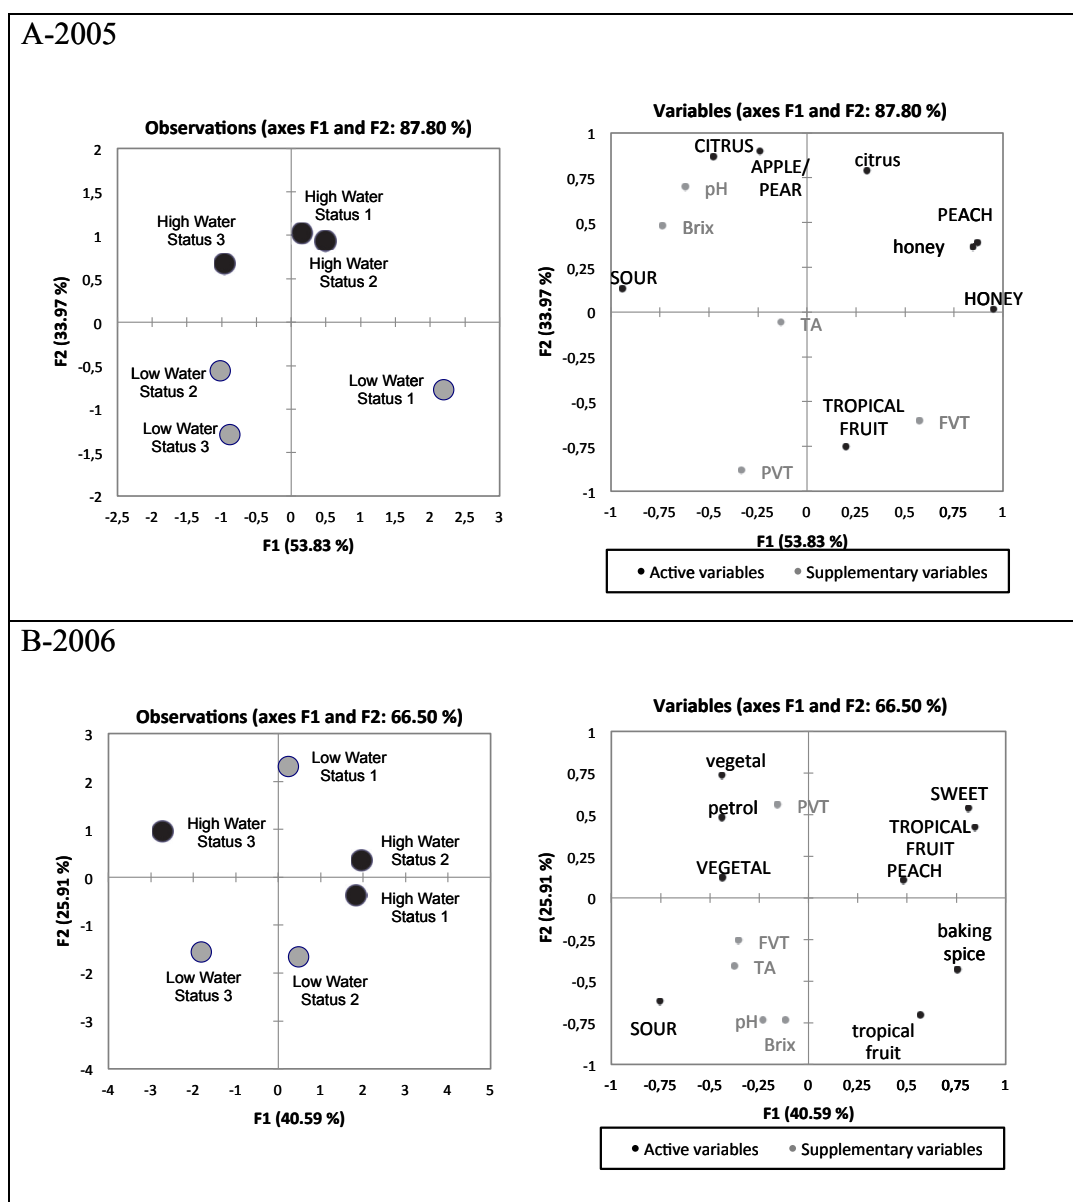 A-2005
Observations (axes F1 and F2: 87.80 %)
2
1,5
1
0,5
0
-0,5
-1
-1,5
-2
F2 (33.97 %)
High Water
Status 1
High Water
Status 3
High Water
Status 2
Low Water
Status 2
Low Water
Status 1
Low Water
Status 3
-2,5 -2 -1,5 -1 -0,5 0 0,5 1 1,5 2 2,5 3
F1 (53.83 %)
Variables (axes F1 and F2: 87.80 %)
1
0,75
0,5
0,25
0
-0,25
-0,5
-0,75
-1
F2 (33.97 %)
CITRUS
APPLE/
PEAR
citrus
pH
PEACH
Brix
honey
SOUR
HONEY
TA
TROPICAL
FRUIT
FVT
PVT
-1 -0,75 -0,5 -0,25 0 0,25 0,5 0,75 1
F1 (53.83 %)
Active variables Supplementary variables
B-2006
Observations (axes F1 and F2: 66.50 %)
3
2
1
0
-1
-2
-3
-4
F2 (25.91 %)
Low Water
Status 1
High Water
Status 3
High Water
Status 2
High Water
Status 1
Low Water
Status 3
Low Water
Status 2
-4 -3 -2 -1 0 1 2 3 4 5
F1 (40.59 %)
Variables (axes F1 and F2: 66.50 %)
1
0,75
0,5
0,25
0
-0,25
-0,5
-0,75
-1
F2 (25.91 %)
vegetal
petrol
PVT
SWEET
TROPICAL
FRUIT
VEGETAL
PEACH
baking
spice
FVT
TA
SOUR
pH
Brix
tropical
fruit
-1 -0,75 -0,5 -0,25 0 0,25 0,5 0,75 1
F1 (40.59 %)
Active variables Supplementary variables